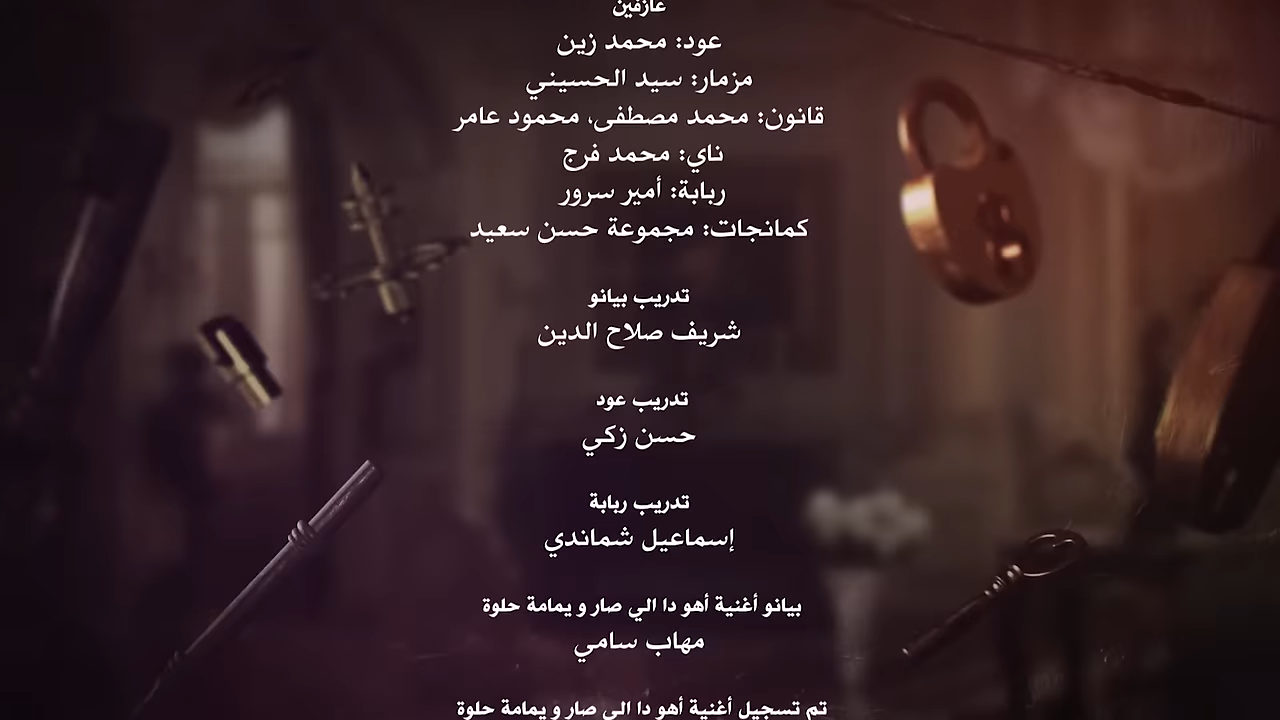 عازفين
عود: محمد زين
مزمار: سيد الحسيني
قانون: محمد مصطفى، محمود عامر
ناي: محمد فرج
ربابة: أمير سرور
كمانجات: مجموعة حسن سعيد
تدريب بيانو
شريف صلاح الدين
تدريب عود
حسن زكي
تدريب ربابة
إسماعيل شماندي
بيانو أغنية أهو دا الي صار و يمامة حلوة
مهاب سامي
تم تسجيل أغنية أهو دا الي صار و يمامة حلوة